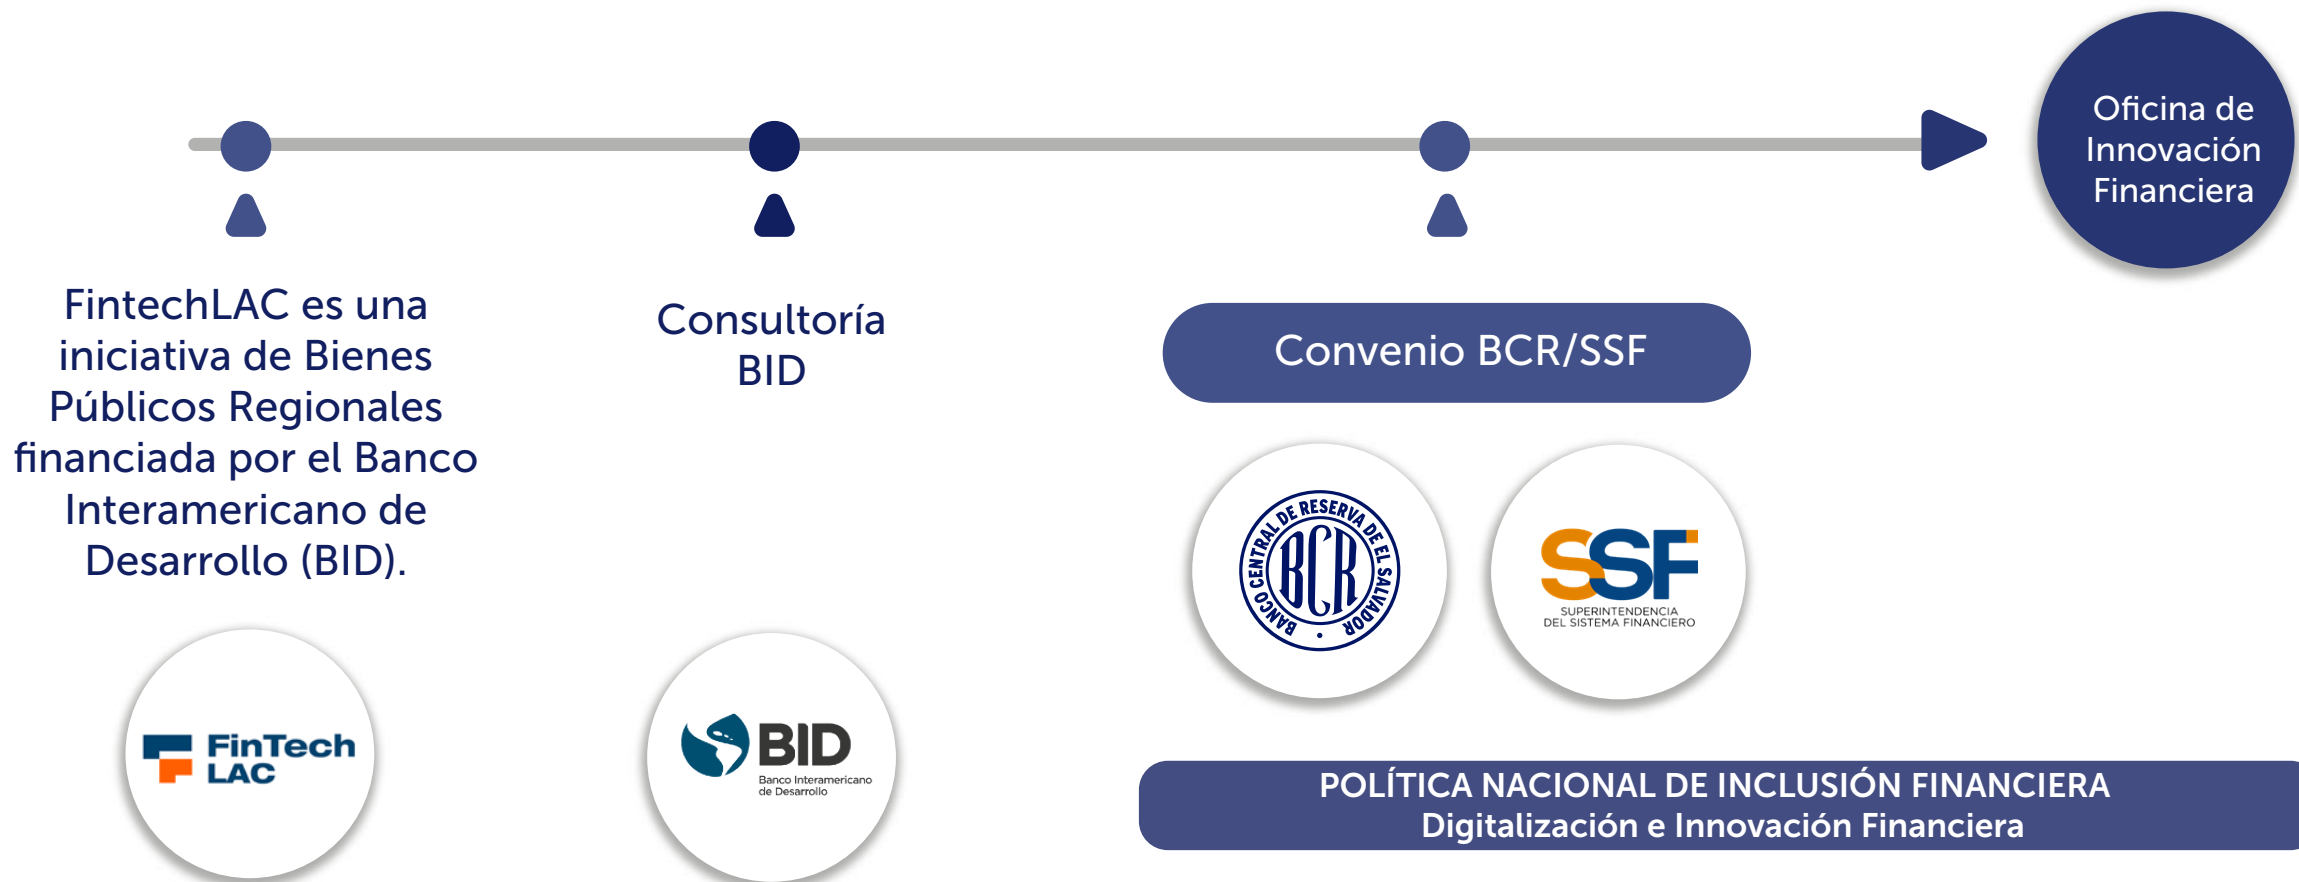 Oficina de
Innovación
Financiera
FintechLAC es una
iniciativa de Bienes
Públicos Regionales
financiada por el Banco
Interamericano de
Desarrollo (BID).
FinTech
LAC
Consultoría
BID
BID
Banco Interamericano
de Desarrollo
Convenio BCR/SSF
BANCO CENTRAL DE RESERVA DE EL SALVADOR
BCR
SSF
SUPERINTENDENCIA
DEL SISTEMA FINANCIERO
POLÍTICA NACIONAL DE INCLUSIÓN FINANCIERA
Digitalización e Innovación Financiera